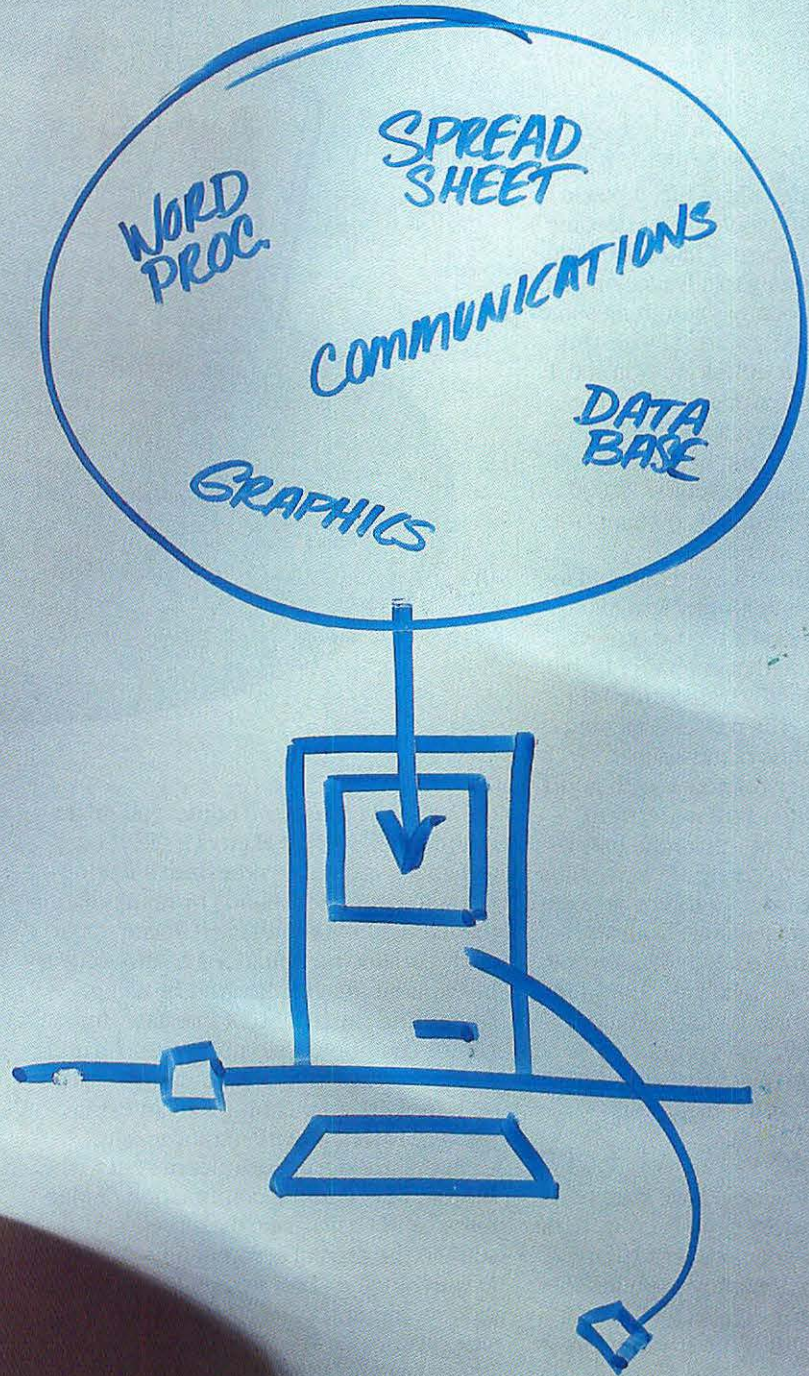 WORD
PROC.
SPREAD
SHEET
COMMUNICATIONS
DATA
BASE
GRAPHICS